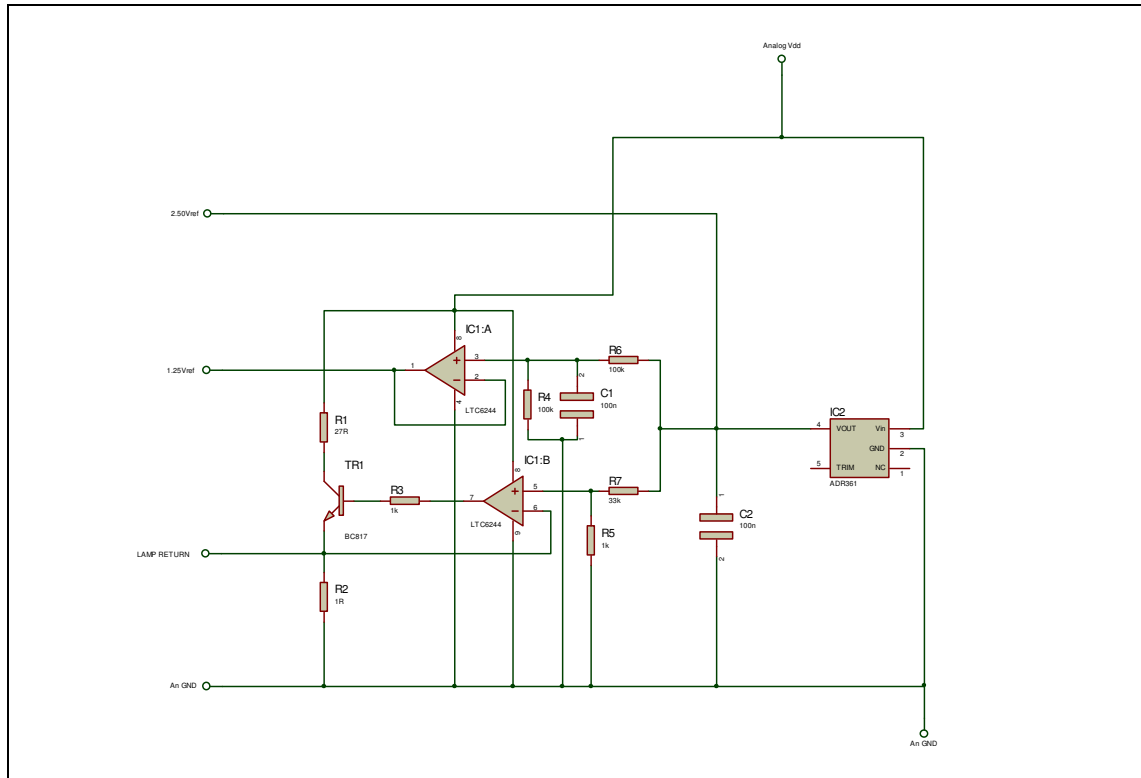 Analog Vdd
2.50Vref
IC1:A
8
1.25Vref
1
+
3
−
2
4
LTC6244
R6
100k
2
R4
100k
C1
100n
1
IC2
4
VOUT
Vin
3
GND
2
5
TRIM
NC
1
ADR361
R1
27R
TR1
BC817
R3
1k
IC1:B
8
7
+
5
−
6
9
LTC6244
R7
33k
R5
1k
1
C2
100n
2
LAMP RETURN
R2
1R
An GND
An GND